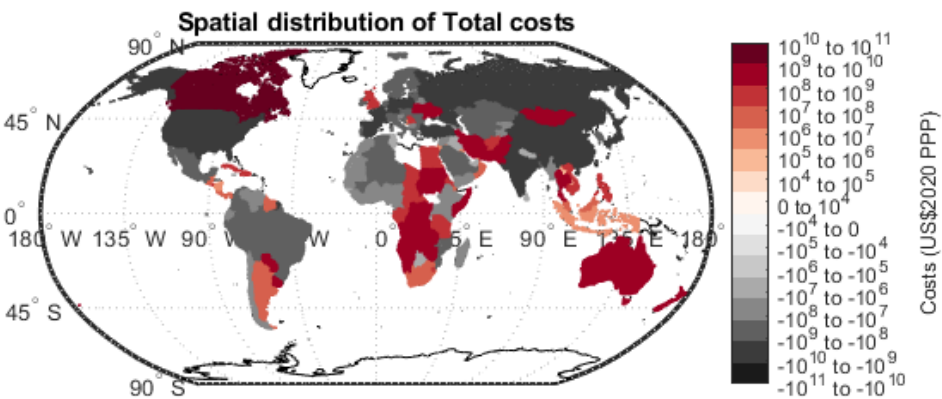 Spatial distribution of Total costs
90° N
45° N
0°
180° W 135° W 90 W 0 5 E 90° E 135° E 180°
45° S
90° S
10^10 to 10^11
10^9 to 10^10
10^8 to 10^9
10^7 to 10^8
10^6 to 10^7
10^5 to 10^6
10^4 to 10^5
0 to 10^4
-10^4 to 0
-10^5 to -10^4
-10^6 to -10^5
-10^7 to -10^6
-10^8 to -10^7
-10^9 to -10^8
-10^10 to -10^9
-10^11 to -10^10
Costs (US$2020 PPP)